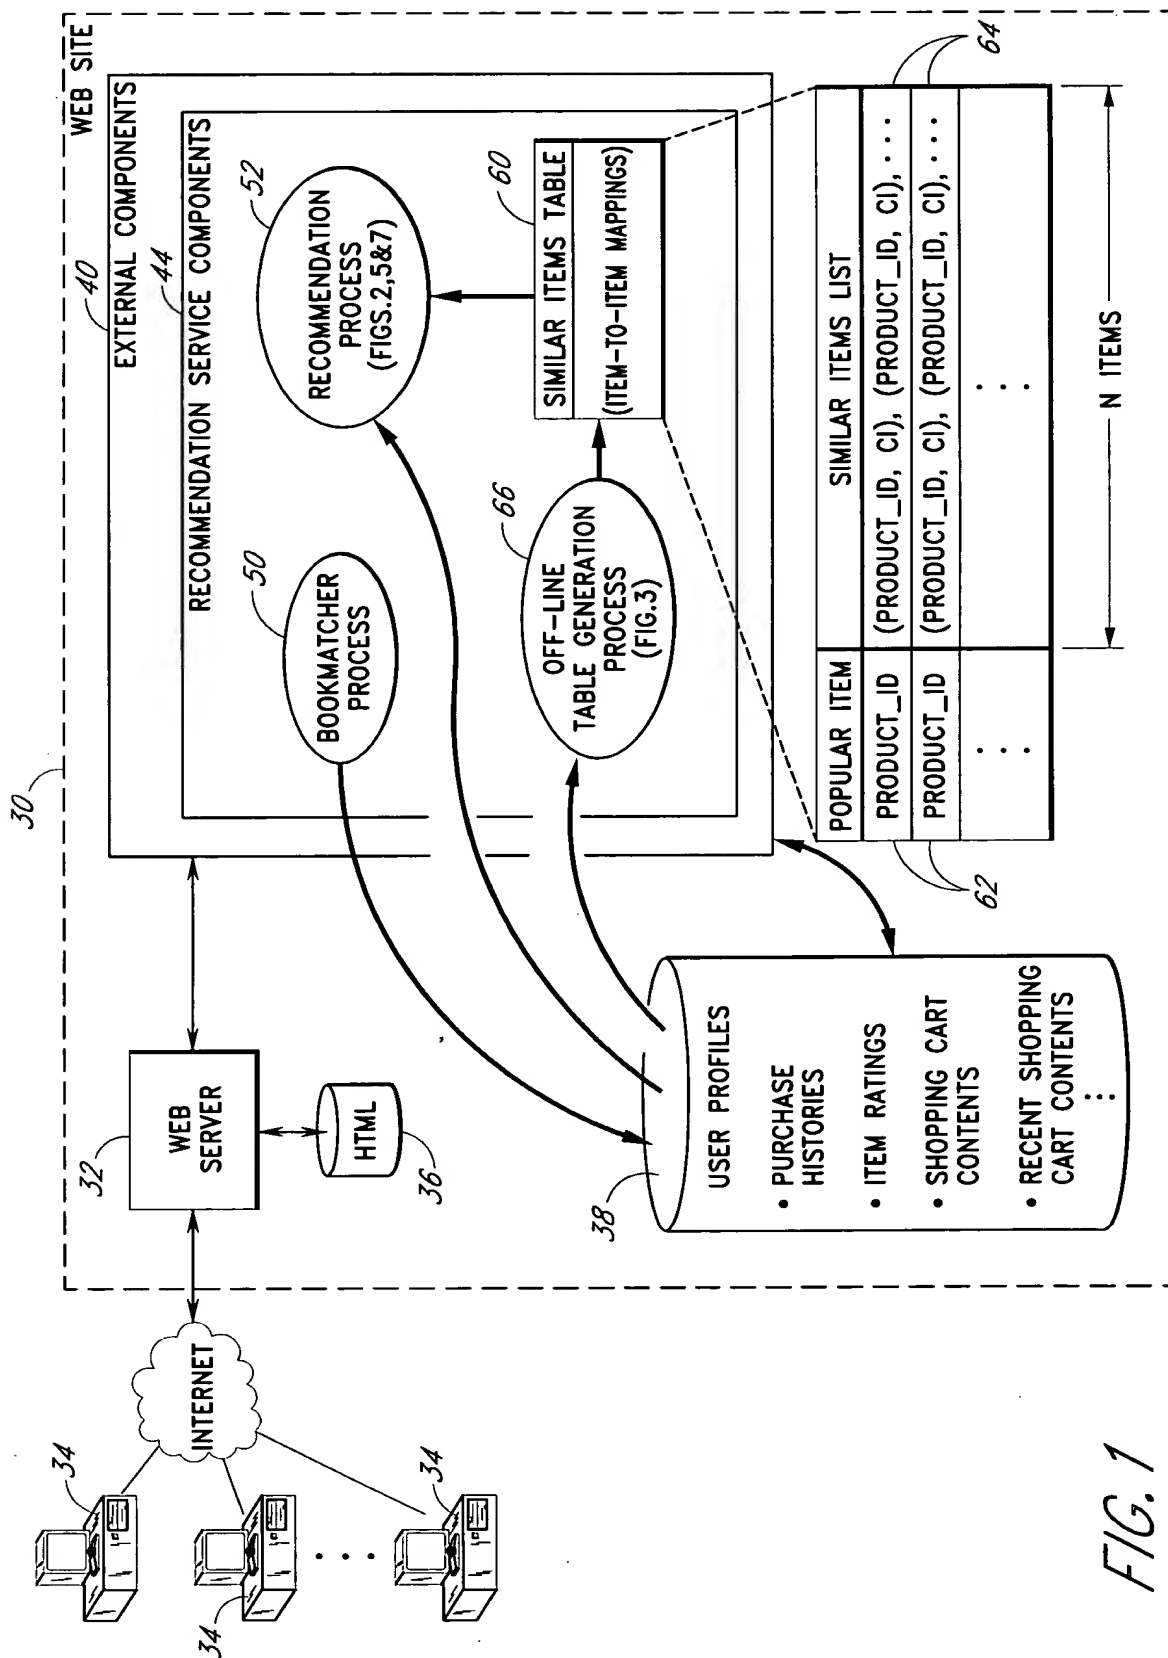 30
WEB SITE
40
EXTERNAL COMPONENTS
44
RECOMMENDATION SERVICE COMPONENTS
32
WEB
SERVER
HTML
36
INTERNET
34
34
34
50
BOOKMATCHER
PROCESS
52
RECOMMENDATION
PROCESS
(FIGS.2,5&7)
66
OFF-LINE
TABLE GENERATION
PROCESS
(FIG.3)
60
SIMILAR ITEMS TABLE
(ITEM-TO-ITEM MAPPINGS)
38
USER PROFILES
• PURCHASE
HISTORIES
• ITEM RATINGS
• SHOPPING CART
CONTENTS
• RECENT SHOPPING
CART CONTENTS
POPULAR ITEM
SIMILAR ITEMS LIST
PRODUCT_ID
(PRODUCT_ID, CI), (PRODUCT_ID, CI), ...
PRODUCT_ID
(PRODUCT_ID, CI), (PRODUCT_ID, CI), ...
62
64
N ITEMS
FIG. 1